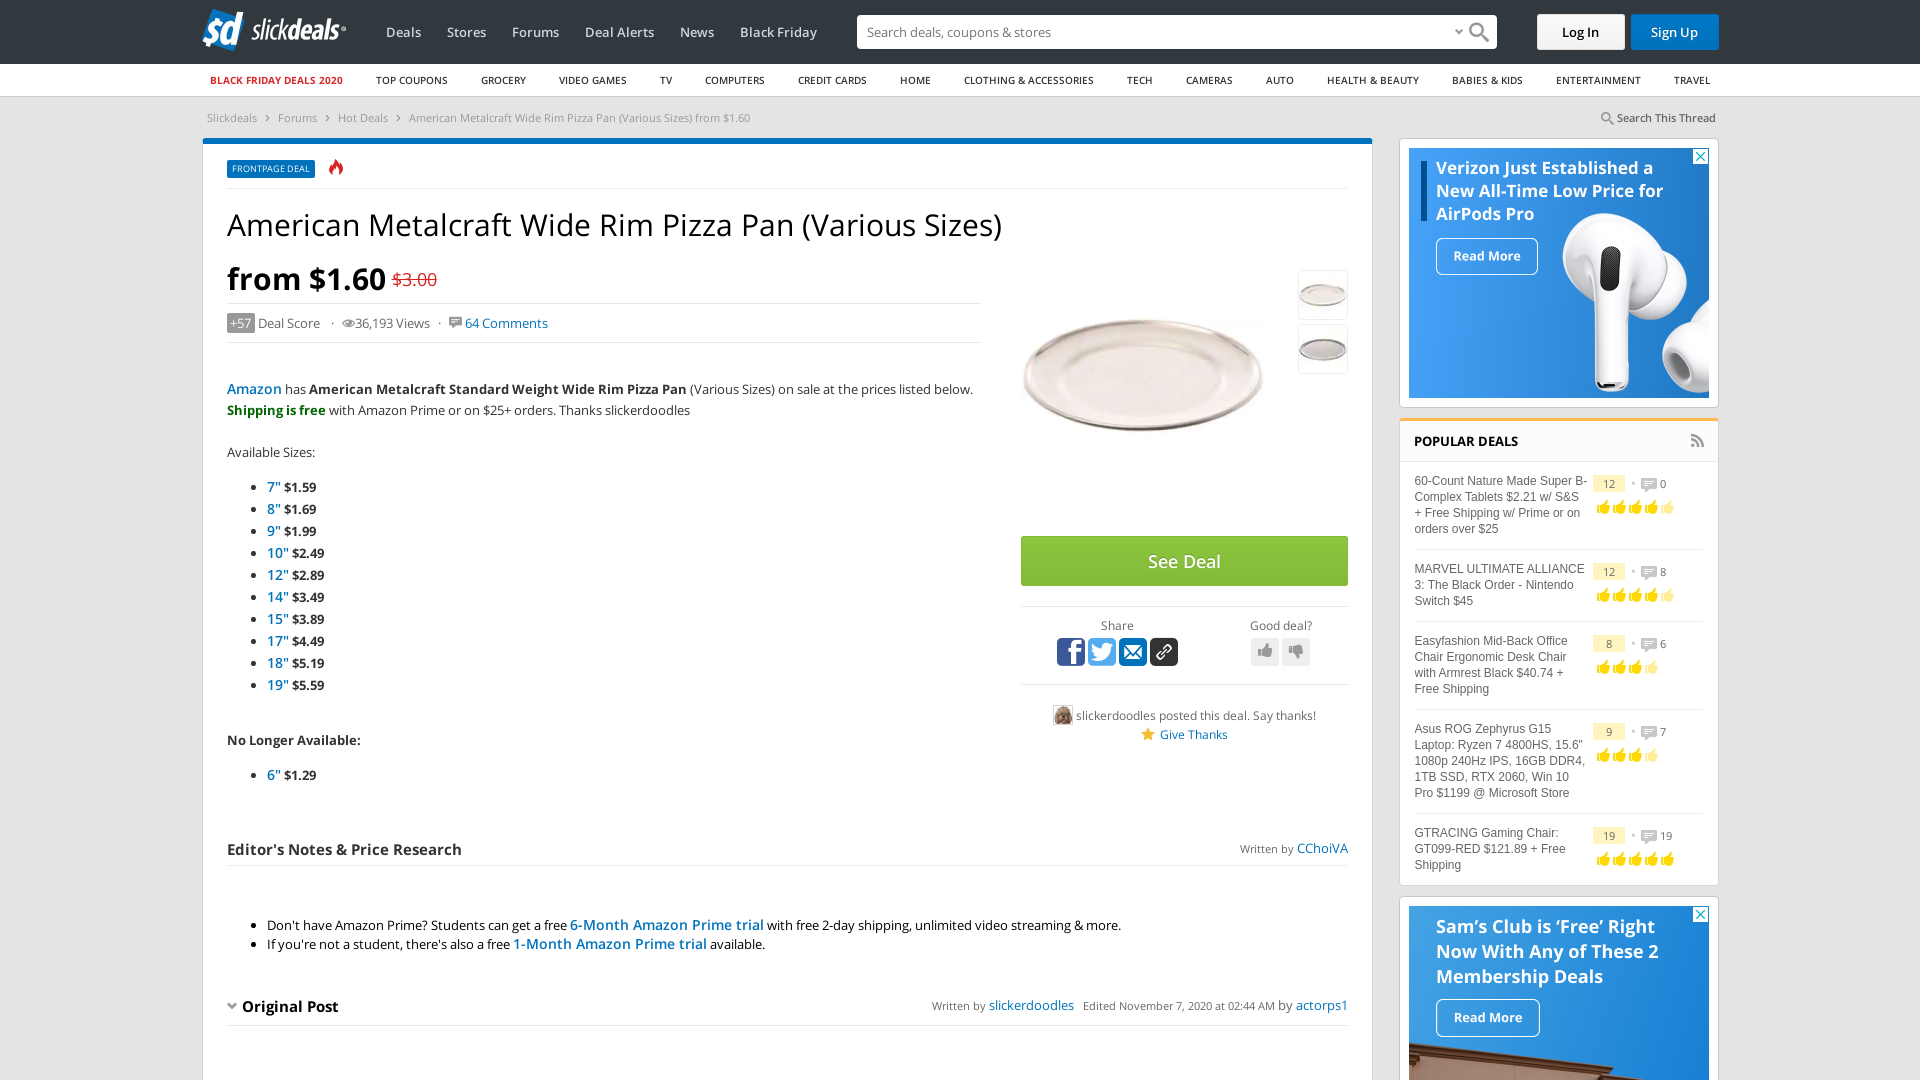 slickdeals
Deals Stores Forums Deal Alerts News Black Friday
Search deals, coupons & shopping
Log In
Sign Up
BLACK FRIDAY DEALS 2020 TOP COUPONS GROCERY VIDEO GAMES TV COMPUTERS CREDIT CARDS HOME CLOTHING & ACCESSORIES TECH CAMERAS AUTO HEALTH & BEAUTY BABIES & KIDS ENTERTAINMENT TRAVEL
Slickdeals › Forums › Hot Deals › American Metalcraft Wide Rim Pizza Pan (Various Sizes) from $1.60
Search This Thread
FRONTPAGE DEAL
American Metalcraft Wide Rim Pizza Pan (Various Sizes)
from $1.60 $3.00
+57 Deal Score · 36,193 Views · 64 Comments
Amazon has American Metalcraft Standard Weight Wide Rim Pizza Pan (Various Sizes) on sale at the prices listed below.
Shipping is free with Amazon Prime or on $25+ orders. Thanks slickerdoodles
Available Sizes:
7" $1.59
8" $1.69
9" $1.99
10" $2.49
12" $2.89
14" $3.49
15" $3.89
17" $4.49
18" $5.19
19" $5.59
No Longer Available:
6" $1.29
See Deal
Share
Good deal?
slickerdoodles posted this deal. Say thanks!
Give Thanks
Editor's Notes & Price Research
Written by CChoiVA
Don't have Amazon Prime? Students can get a free 6-Month Amazon Prime trial with free 2-day shipping, unlimited video streaming & more.
If you're not a student, there's also a free 1-Month Amazon Prime trial available.
Original Post
Written by slickerdoodles Edited November 7, 2020 at 02:44 AM by actorps1
Verizon Just Established a
New All-Time Low Price for
AirPods Pro
Read More
POPULAR DEALS
60-Count Nature Made Super B-
Complex Tablets $2.21 w/ S&S
+ Free Shipping w/ Prime or on
orders over $25
12 • 0
MARVEL ULTIMATE ALLIANCE
3: The Black Order - Nintendo
Switch $45
12 • 8
Easyfashion Mid-Back Office
Chair Ergonomic Desk Chair
with Armrest Black $40.74 +
Free Shipping
8 • 6
Asus ROG Zephyrus G15
Laptop: Ryzen 7 4800HS, 15.6"
1080p 240Hz IPS, 16GB DDR4,
1TB SSD, RTX 2060, Win 10
Pro $1199 @ Microsoft Store
9 • 7
GTRACING Gaming Chair:
GT099-RED $121.89 + Free
Shipping
19 • 19
Sam's Club is ‘Free’ Right
Now With Any of These 2
Membership Deals
Read More